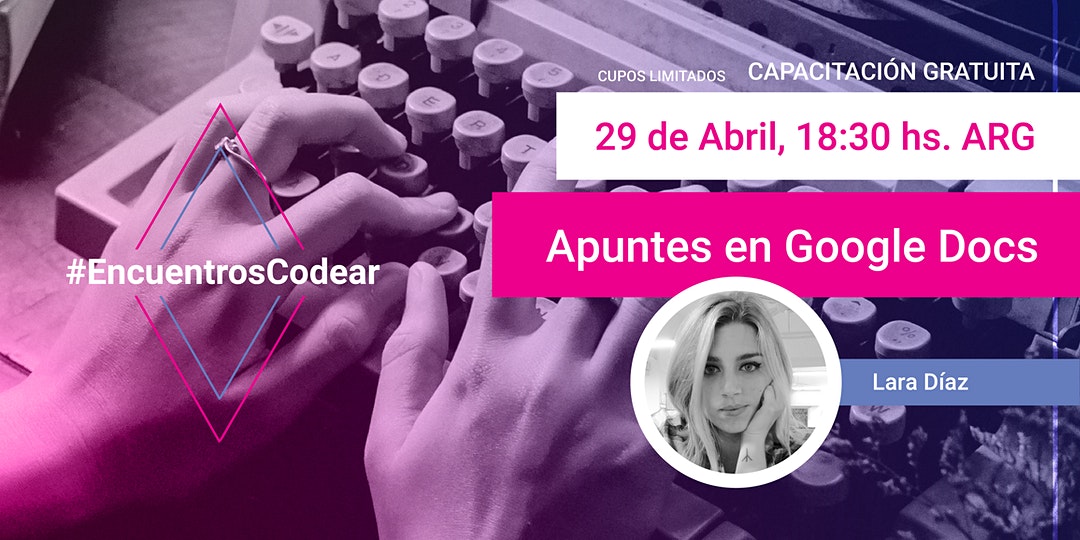 CUPOS LIMITADOS CAPACITACIÓN GRATUITA
29 de Abril, 18:30 hs. ARG
Apuntes en Google Docs
#EncuentrosCodear
Lara Díaz